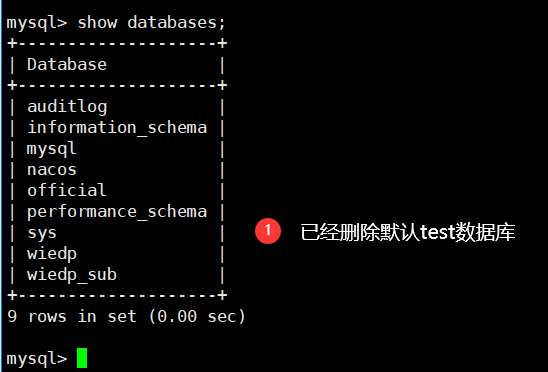 mysql> show databases;
+--------------------+
| Database           |
+--------------------+
| auditlog           |
| information_schema |
| mysql              |
| nacos              |
| official           |
| performance_schema |
| sys                |
| wiedp              |
| wiedp_sub          |
+--------------------+
1 已经删除默认test数据库
9 rows in set (0.00 sec)
mysql>